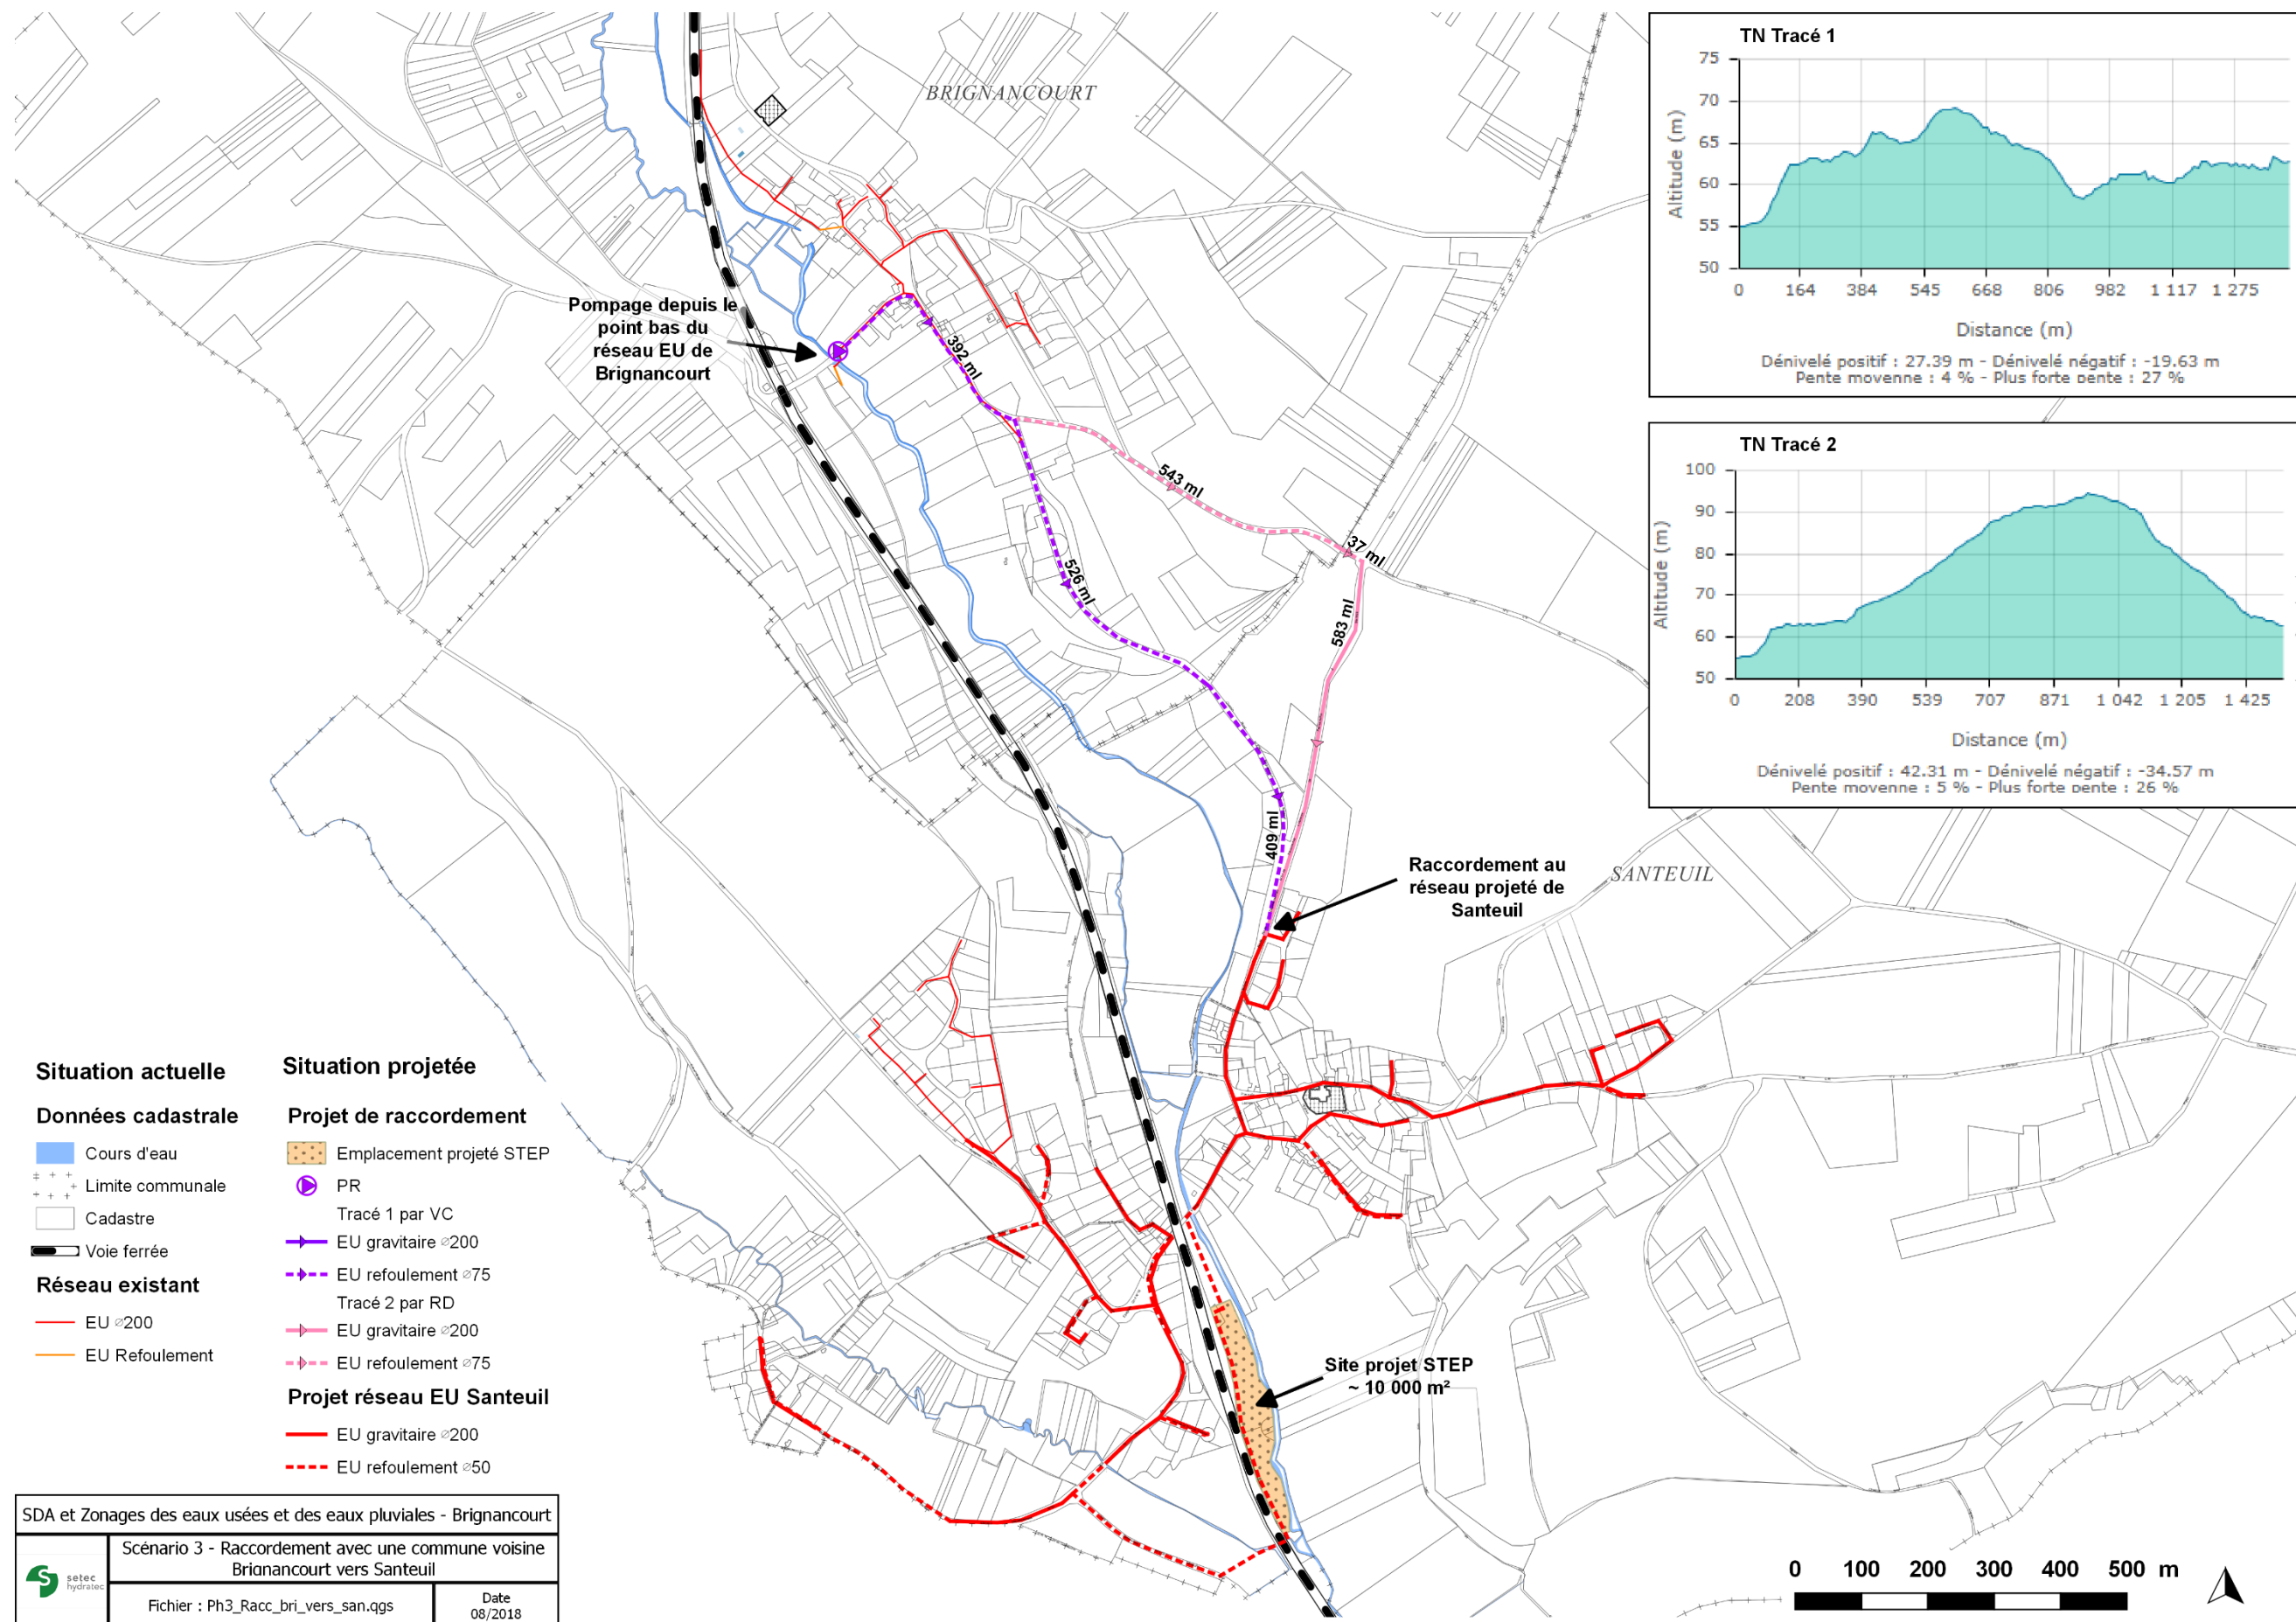 BRIGNANCOURT
Pompage depuis le
point bas du
réseau EU de
Brignancourt
392 ml
543 ml
37 ml
526 ml
583 ml
409 ml
Raccordement au
réseau projeté de
Santeuil
SANTEUIL
Site projet STEP
~ 10 000 m²
TN Tracé 1
Altitude (m)
75
70
65
60
55
50
0 164 384 545 668 806 982 1 117 1 275
Distance (m)
Dénivelé positif : 27.39 m - Dénivelé négatif : -19.63 m
Pente moyenne : 4 % - Plus forte pente : 27 %
TN Tracé 2
Altitude (m)
100
90
80
70
60
50
0 208 390 539 707 871 1 042 1 205 1 425
Distance (m)
Dénivelé positif : 42.31 m - Dénivelé négatif : -34.57 m
Pente moyenne : 5 % - Plus forte pente : 26 %
Situation actuelle
Données cadastrale
Cours d'eau
Limite communale
Cadastre
Voie ferrée
Réseau existant
EU ⌀200
EU Refoulement
Situation projetée
Projet de raccordement
Emplacement projeté STEP
PR
Tracé 1 par VC
EU gravitaire ⌀200
EU refoulement ⌀75
Tracé 2 par RD
EU gravitaire ⌀200
EU refoulement ⌀75
Projet réseau EU Santeuil
EU gravitaire ⌀200
EU refoulement ⌀50
SDA et Zonages des eaux usées et des eaux pluviales - Brignancourt
setec
hydratec
Scénario 3 - Raccordement avec une commune voisine
Brignancourt vers Santeuil
Fichier : Ph3_Racc_bri_vers_san.qgs
Date
08/2018
0 100 200 300 400 500 m